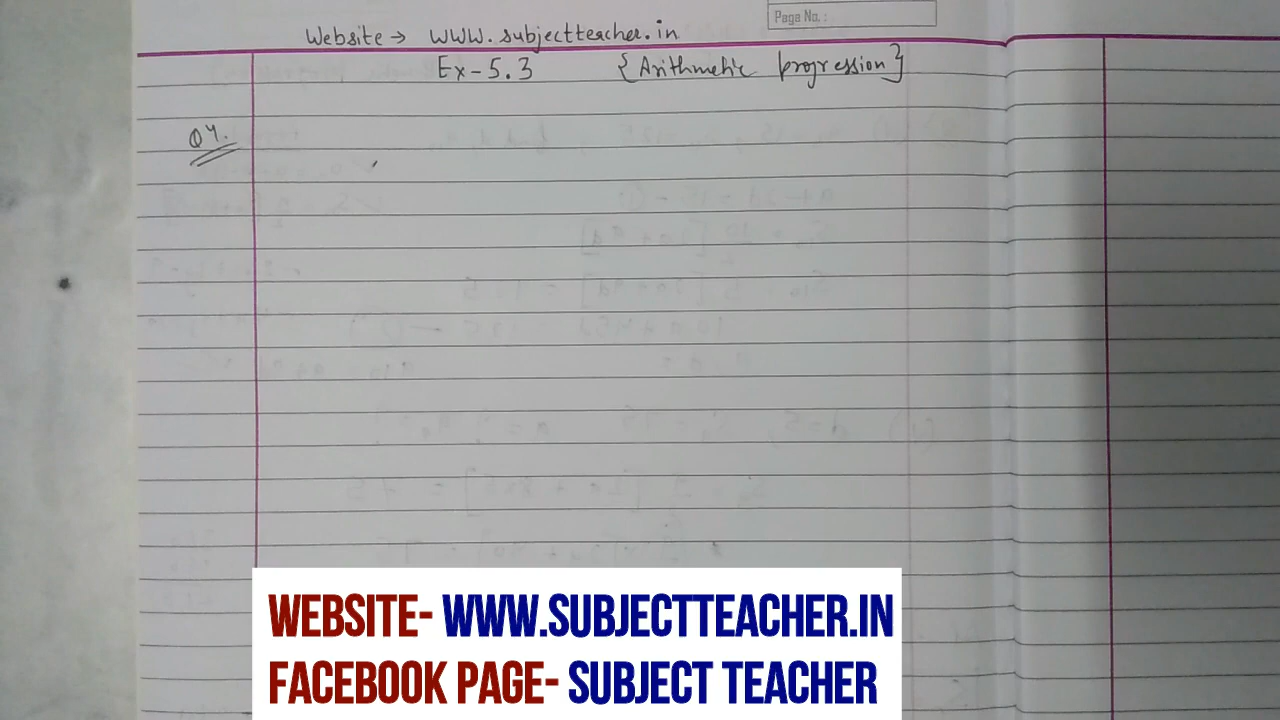 Page No. :
Website → WWW.subjectteacher.in
Ex-5.3 {Arithmetic progression}
Q4.
WEBSITE- WWW.SUBJECTTEACHER.IN
FACEBOOK PAGE- SUBJECT TEACHER